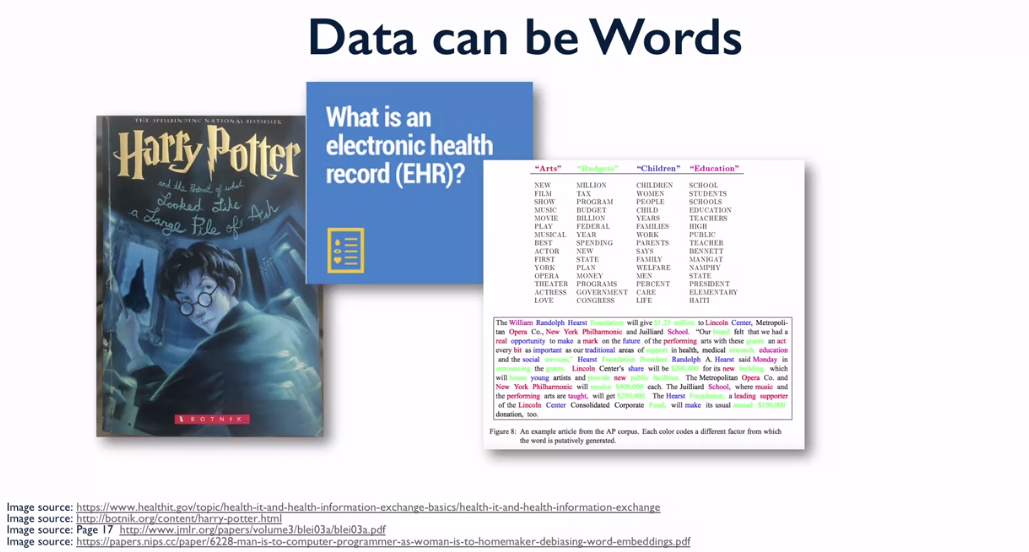 Data can be Words
THE SPELLBINDING NATIONAL BESTSELLER
Harry Potter
and the Portrait of what
Looked Like
a Large Pile of Ash
BOTNIK
What is an
electronic health
record (EHR)?
“Arts” “Budgets” “Children” “Education”
NEW MILLION CHILDREN SCHOOL
FILM TAX WOMEN STUDENTS
SHOW PROGRAM PEOPLE SCHOOLS
MUSIC BUDGET CHILD EDUCATION
MOVIE BILLION YEARS TEACHERS
PLAY FEDERAL FAMILIES HIGH
MUSICAL YEAR WORK PUBLIC
BEST SPENDING PARENTS TEACHER
ACTOR NEW SAYS BENNETT
FIRST STATE FAMILY MANIGAT
YORK PLAN WELFARE NAMPHY
OPERA MONEY MEN STATE
THEATER PROGRAMS PERCENT PRESIDENT
ACTRESS GOVERNMENT CARE ELEMENTARY
LOVE CONGRESS LIFE HAITI
The William Randolph Hearst Foundation will give $1.25 million to Lincoln Center, Metropoli-
tan Opera Co., New York Philharmonic and Juilliard School. “Our board felt that we had a
real opportunity to make a mark on the future of the performing arts with these grants an act
every bit as important as our traditional areas of support in health, medical research, education
and the social services,” Hearst Foundation President Randolph A. Hearst said Monday in
announcing the grants. Lincoln Center’s share will be $200,000 for its new building, which
will house young artists and provide new public facilities. The Metropolitan Opera Co. and
New York Philharmonic will receive $400,000 each. The Juilliard School, where music and
the performing arts are taught, will get $250,000. The Hearst Foundation, a leading supporter
of the Lincoln Center Consolidated Corporate Fund, will make its usual annual $100,000
donation, too.
Figure 8: An example article from the AP corpus. Each color codes a different factor from which
the word is putatively generated.
Image source: https://www.healthit.gov/topic/health-it-and-health-information-exchange-basics/health-it-and-health-information-exchange
Image source: http://botnik.org/content/harry-potter.html
Image source: Page 17 http://www.jmlr.org/papers/volume3/blei03a/blei03a.pdf
Image source: https://papers.nips.cc/paper/6228-man-is-to-computer-programmer-as-woman-is-to-homemaker-debiasing-word-embeddings.pdf